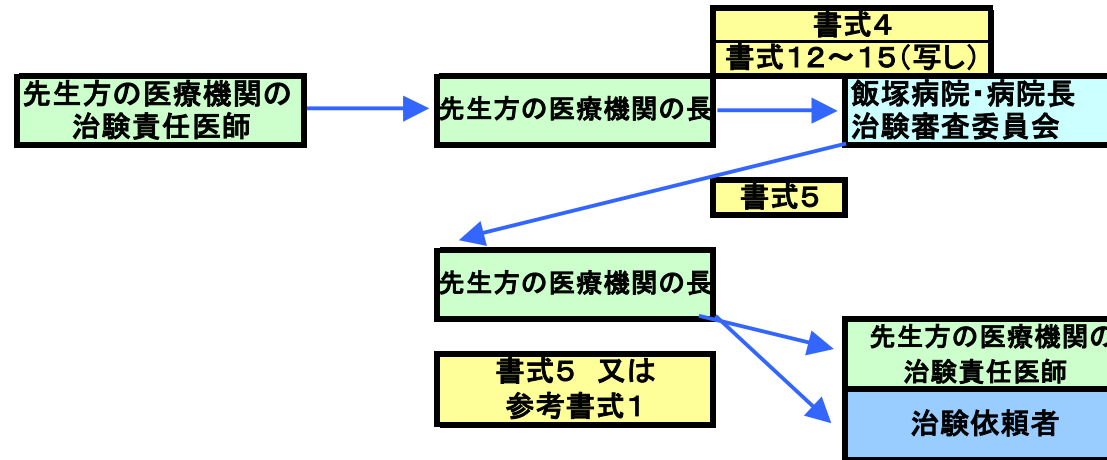 書式4
書式12～15(写し)
先生方の医療機関の
治験責任医師
先生方の医療機関の長
飯塚病院・病院長
治験審査委員会
書式5
先生方の医療機関の長
先生方の医療機関の
治験責任医師
書式5　又は
参考書式1
治験依頼者